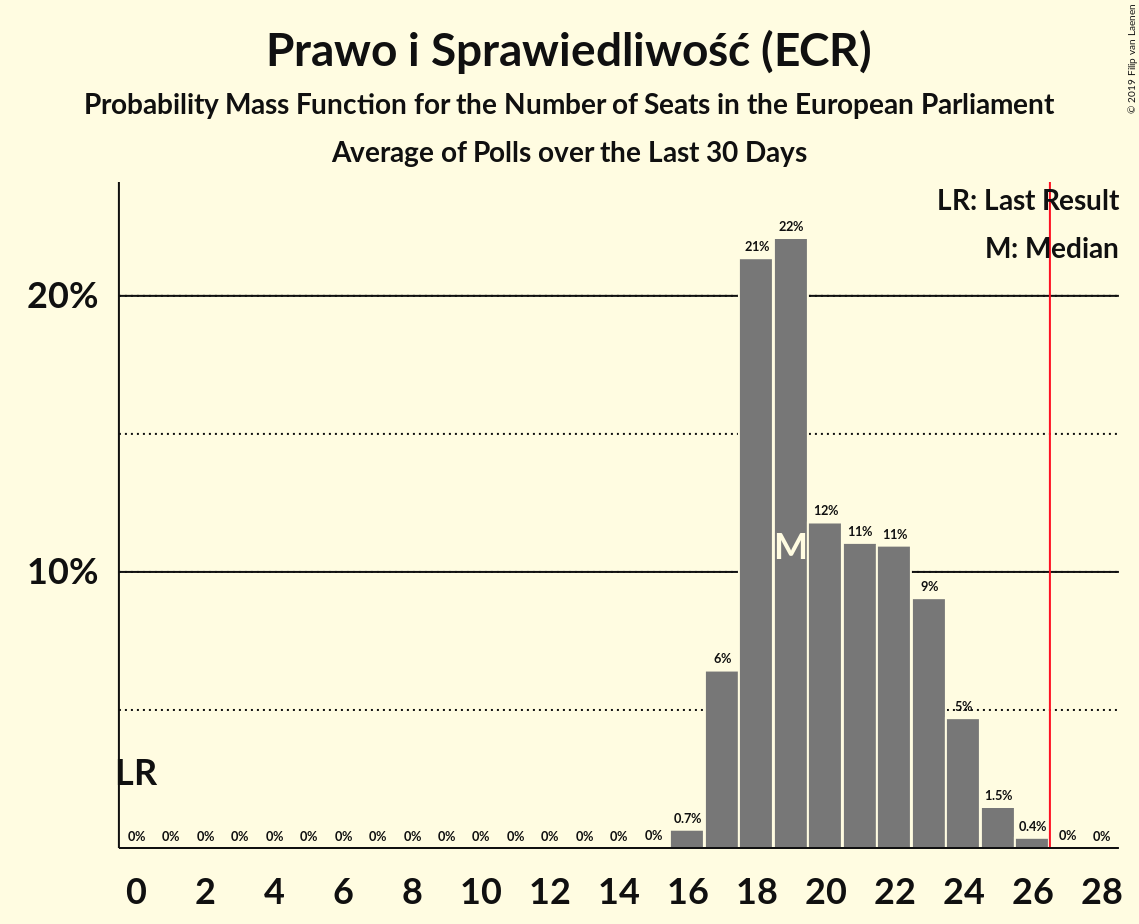 Prawo i Sprawiedliwość (ECR)
Probability Mass Function for the Number of Seats in the European Parliament
Average of Polls over the Last 30 Days
© 2019 Filip van Laenen
LR: Last Result
M: Median
20%
10%
22%
21%
12%
11%
11%
M
9%
6%
5%
LR
1.5%
0.7%
0.4%
0% 0% 0% 0% 0% 0% 0% 0% 0% 0% 0% 0% 0% 0% 0% 0% 0% 0%
0 2 4 6 8 10 12 14 16 18 20 22 24 26 28